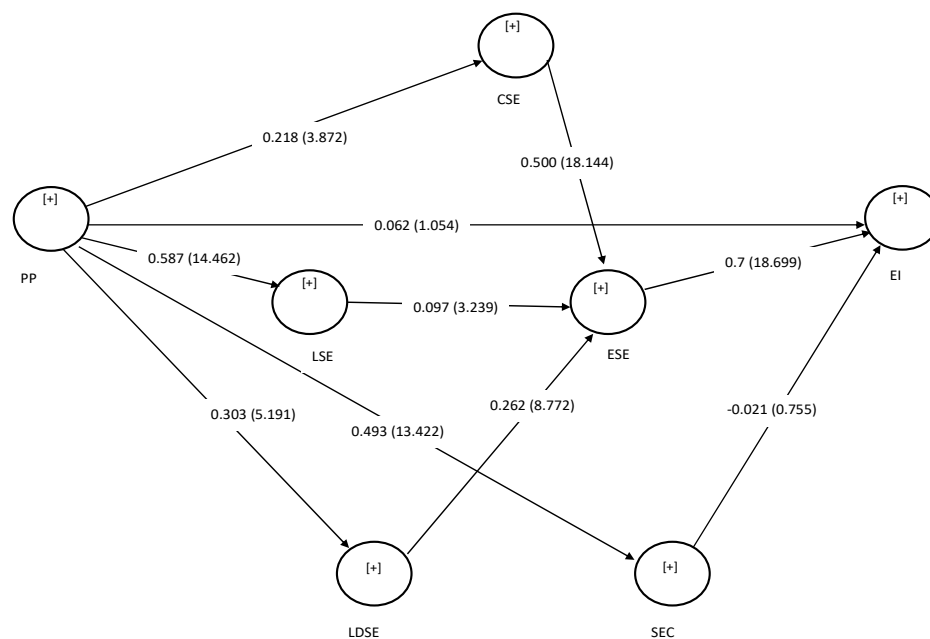 [+]
CSE
0.218 (3.872)
0.500 (18.144)
[+]
PP
0.062 (1.054)
[+]
EI
0.587 (14.462)
0.7 (18.699)
[+]
LSE
0.097 (3.239)
[+]
ESE
0.303 (5.191)
0.493 (13.422)
0.262 (8.772)
-0.021 (0.755)
[+]
LDSE
[+]
SEC